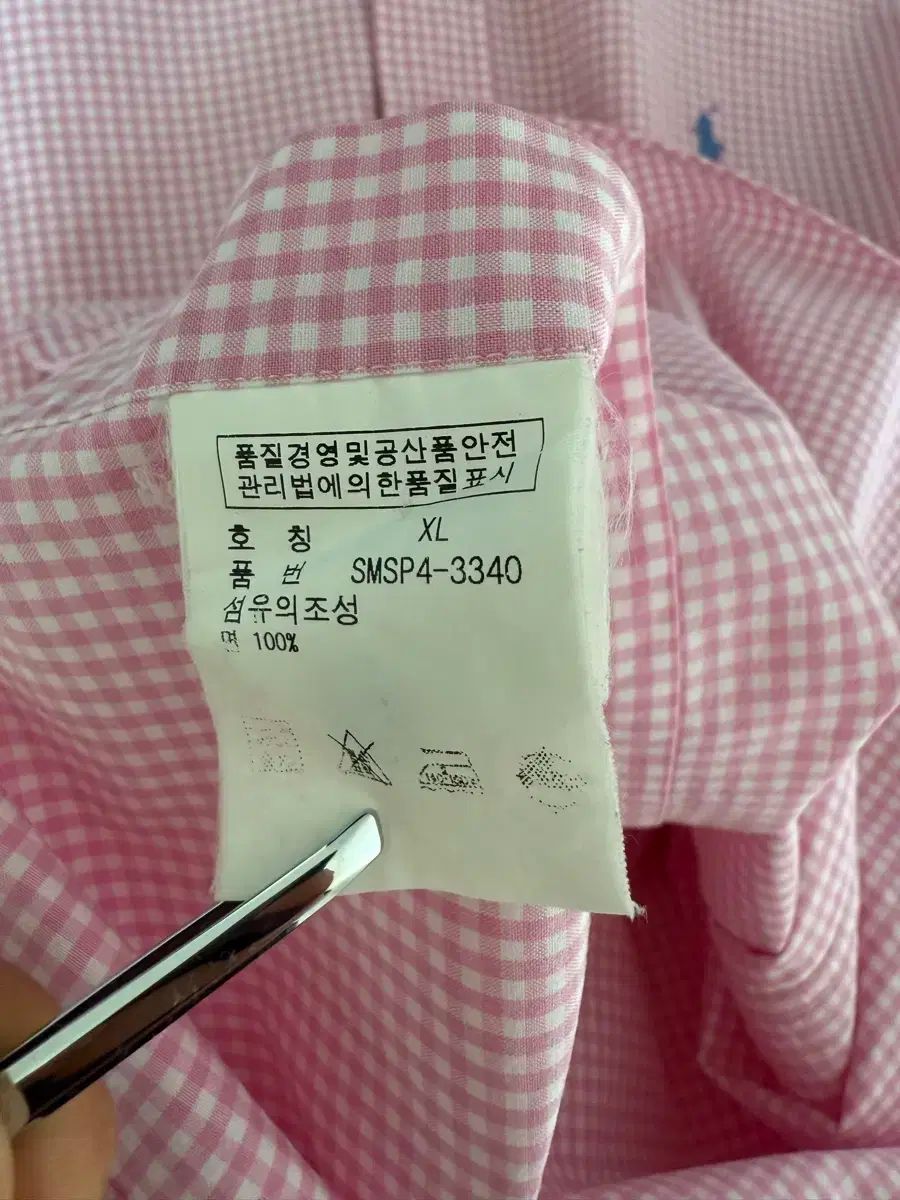 품질경영및공산품안전
관리법에의한품질표시
호 칭 XL
품 번 SMSP4-3340
섬유의조성
면 100%